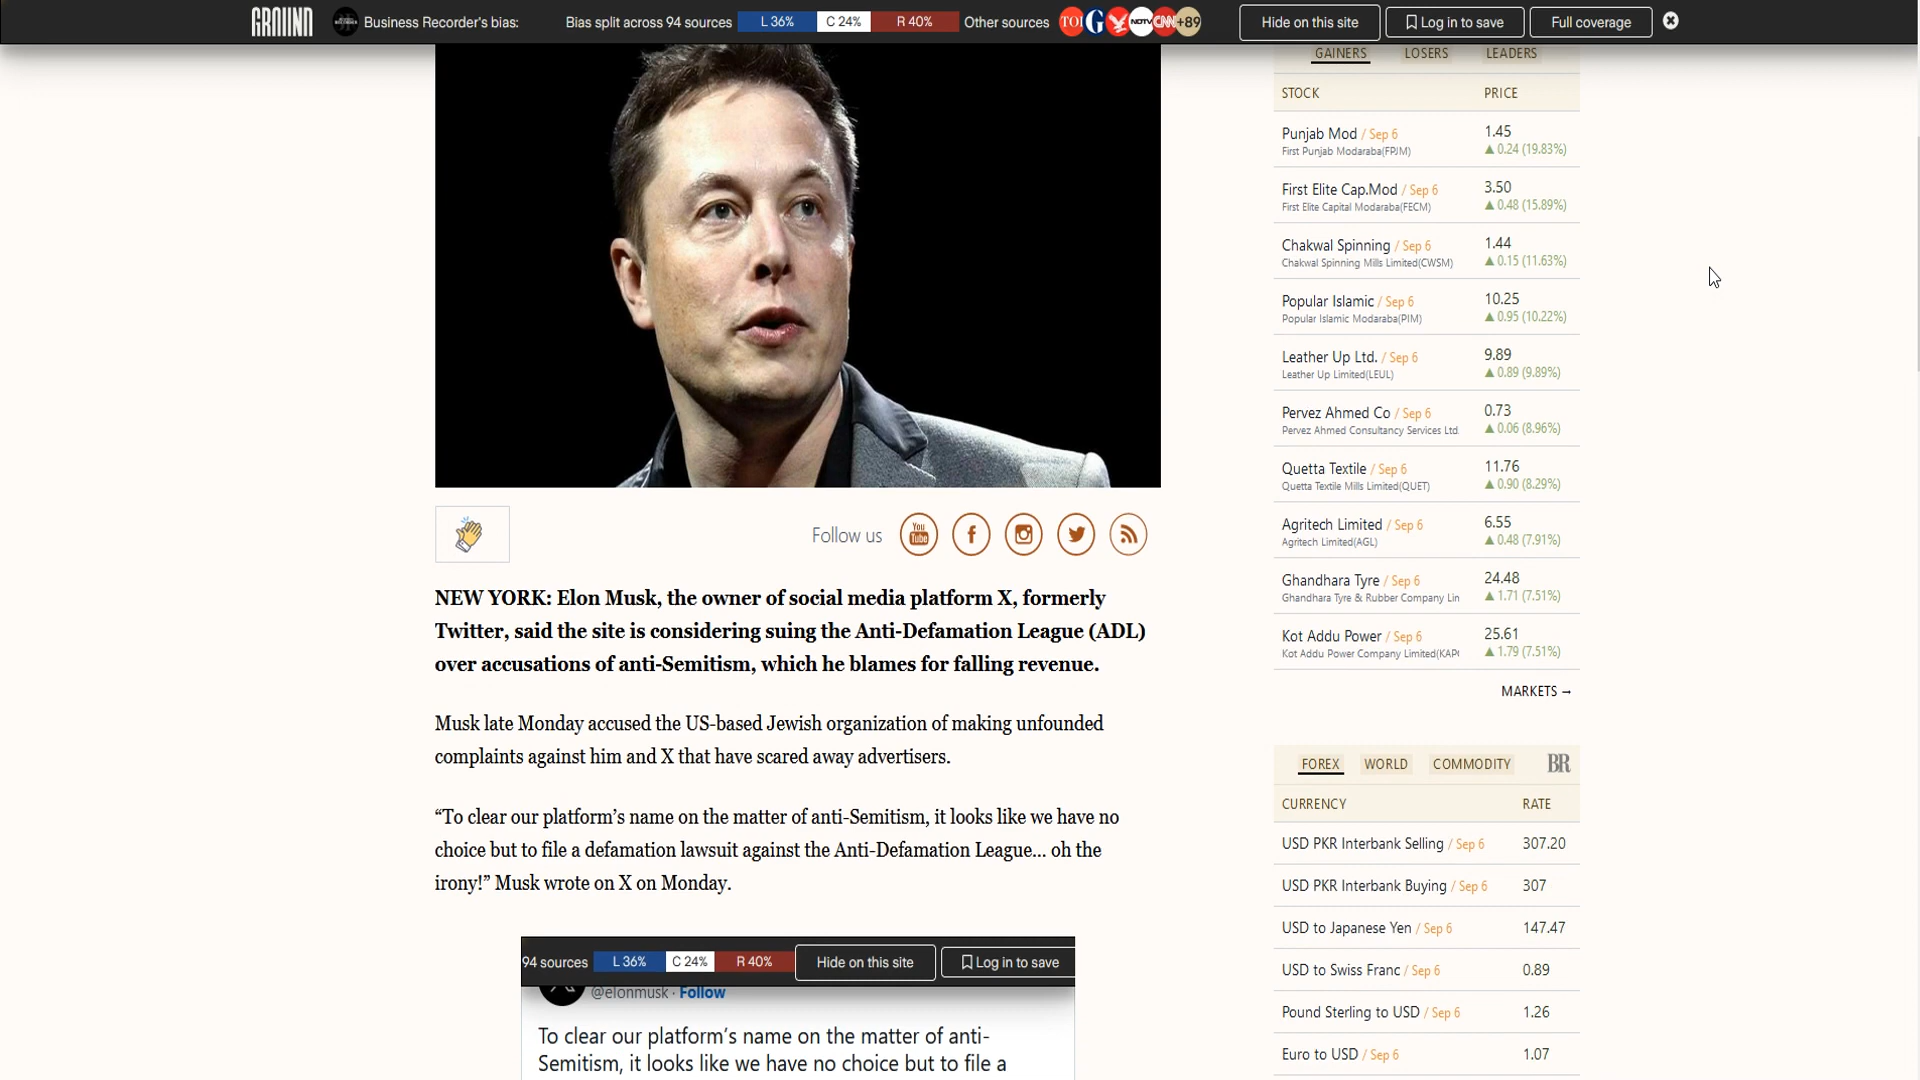 GROUND
Business Recorder's bias:
Bias split across 94 sources
L 36%
C 24%
R 40%
Other sources
TOI
G
NDTV
CNN
+89
Hide on this site
Log in to save
Full coverage
GAINERS LOSERS LEADERS
STOCK PRICE
Punjab Mod / Sep 6 1.45
First Punjab Modaraba(FPJM) ▲ 0.24 (19.83%)
First Elite Cap.Mod / Sep 6 3.50
First Elite Capital Modaraba(FECM) ▲ 0.48 (15.89%)
Chakwal Spinning / Sep 6 1.44
Chakwal Spinning Mills Limited(CWSM) ▲ 0.15 (11.63%)
Popular Islamic / Sep 6 10.25
Popular Islamic Modaraba(PIM) ▲ 0.95 (10.22%)
Leather Up Ltd. / Sep 6 9.89
Leather Up Limited(LEUL) ▲ 0.89 (9.89%)
Pervez Ahmed Co / Sep 6 0.73
Pervez Ahmed Consultancy Services Ltd ▲ 0.06 (8.96%)
Quetta Textile / Sep 6 11.76
Quetta Textile Mills Limited(QUET) ▲ 0.90 (8.29%)
Agritech Limited / Sep 6 6.55
Agritech Limited(AGL) ▲ 0.48 (7.91%)
Ghandhara Tyre / Sep 6 24.48
Ghandhara Tyre & Rubber Company Lin ▲ 1.71 (7.51%)
Kot Addu Power / Sep 6 25.61
Kot Addu Power Company Limited(KAP ▲ 1.79 (7.51%)
MARKETS →
FOREX WORLD COMMODITY BR
CURRENCY RATE
USD PKR Interbank Selling / Sep 6 307.20
USD PKR Interbank Buying / Sep 6 307
USD to Japanese Yen / Sep 6 147.47
USD to Swiss Franc / Sep 6 0.89
Pound Sterling to USD / Sep 6 1.26
Euro to USD / Sep 6 1.07
Follow us
You Tube
NEW YORK: Elon Musk, the owner of social media platform X, formerly
Twitter, said the site is considering suing the Anti-Defamation League (ADL)
over accusations of anti-Semitism, which he blames for falling revenue.
Musk late Monday accused the US-based Jewish organization of making unfounded
complaints against him and X that have scared away advertisers.
“To clear our platform’s name on the matter of anti-Semitism, it looks like we have no
choice but to file a defamation lawsuit against the Anti-Defamation League… oh the
irony!” Musk wrote on X on Monday.
94 sources
L 36%
C 24%
R 40%
Hide on this site
Log in to save
@elonmusk · Follow
To clear our platform’s name on the matter of anti-
Semitism, it looks like we have no choice but to file a